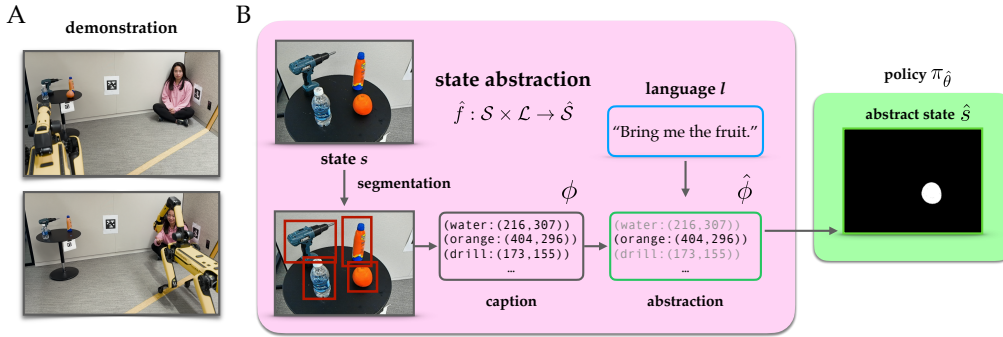 A
demonstration
B
state abstraction
f̂ : S × L → Ŝ
state s
segmentation
language l
“Bring me the fruit.”
ϕ
(water:(216,307))
(orange:(404,296))
(drill:(173,155))
…
caption
ϕ̂
(water:(216,307))
(orange:(404,296))
(drill:(173,155))
…
abstraction
policy π_θ̂
abstract state ŝ